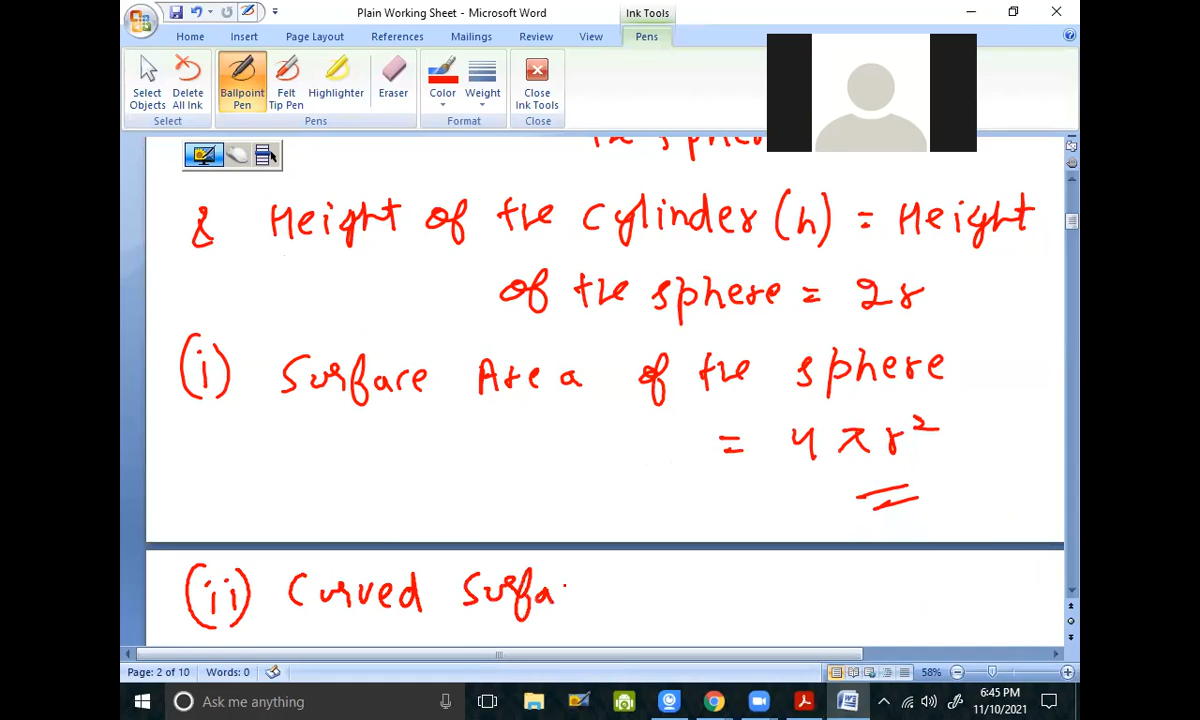 Plain Working Sheet - Microsoft Word
Ink Tools
Home Insert Page Layout References Mailings Review View Pens
Select Objects
Delete All Ink
Ballpoint Pen
Felt Tip Pen
Highlighter
Eraser
Color
Weight
Close Ink Tools
Select
Pens
Format
Close
& Height of the cylinder (h) = Height
of the sphere = 2r
(i) Surface Area of the sphere
= 4πr²
(ii) Curved Surfa
Page: 2 of 10 Words: 0 58%
Ask me anything
6:45 PM
11/10/2021